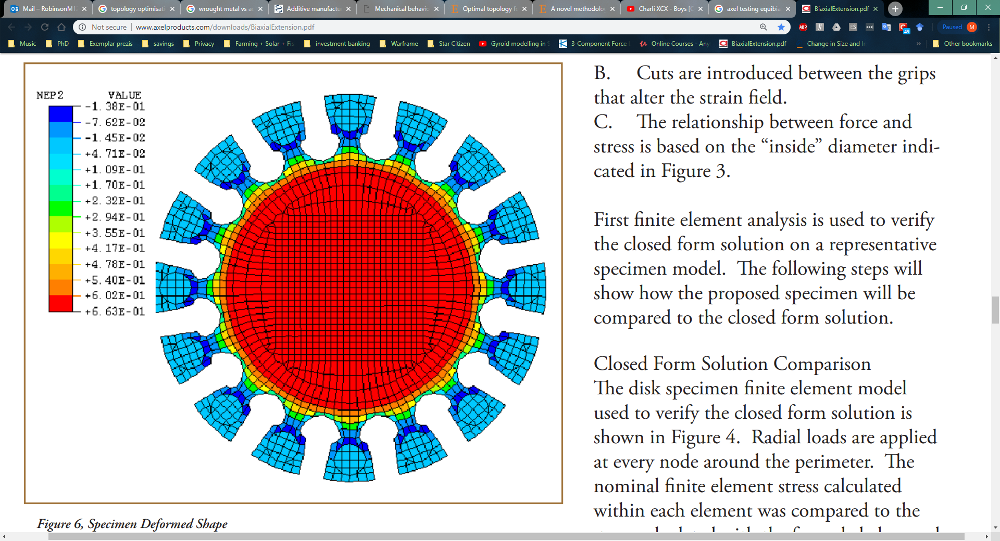 Mail – RobinsonM1
topology optimisat
wrought metal vs a
Additive manufactu
Mechanical behavio
Optimal topology f
A novel methodolo
Charli XCX - Boys [
axel testing equibia
BiaxialExtension.pdf
Not secure | www.axelproducts.com/downloads/BiaxialExtension.pdf
ABP
ES
49
Paused
M
Music
PhD
Exemplar prezis
savings
Privacy
Farming + Solar + Fis
investment banking
Warframe
Star Citizen
Gyroid modelling in S
3-Component Force
Online Courses - Any
BiaxialExtension.pdf
Change in Size and In
»
Other bookmarks
NEP2 VALUE
-1.38E-01
-7.62E-02
-1.45E-02
+4.71E-02
+1.09E-01
+1.70E-01
+2.32E-01
+2.94E-01
+3.55E-01
+4.17E-01
+4.78E-01
+5.40E-01
+6.02E-01
+6.63E-01
Figure 6, Specimen Deformed Shape
B. Cuts are introduced between the grips
that alter the strain field.
C. The relationship between force and
stress is based on the “inside” diameter indi-
cated in Figure 3.
First finite element analysis is used to verify
the closed form solution on a representative
specimen model. The following steps will
show how the proposed specimen will be
compared to the closed form solution.
Closed Form Solution Comparison
The disk specimen finite element model
used to verify the closed form solution is
shown in Figure 4. Radial loads are applied
at every node around the perimeter. The
nominal finite element stress calculated
within each element was compared to the